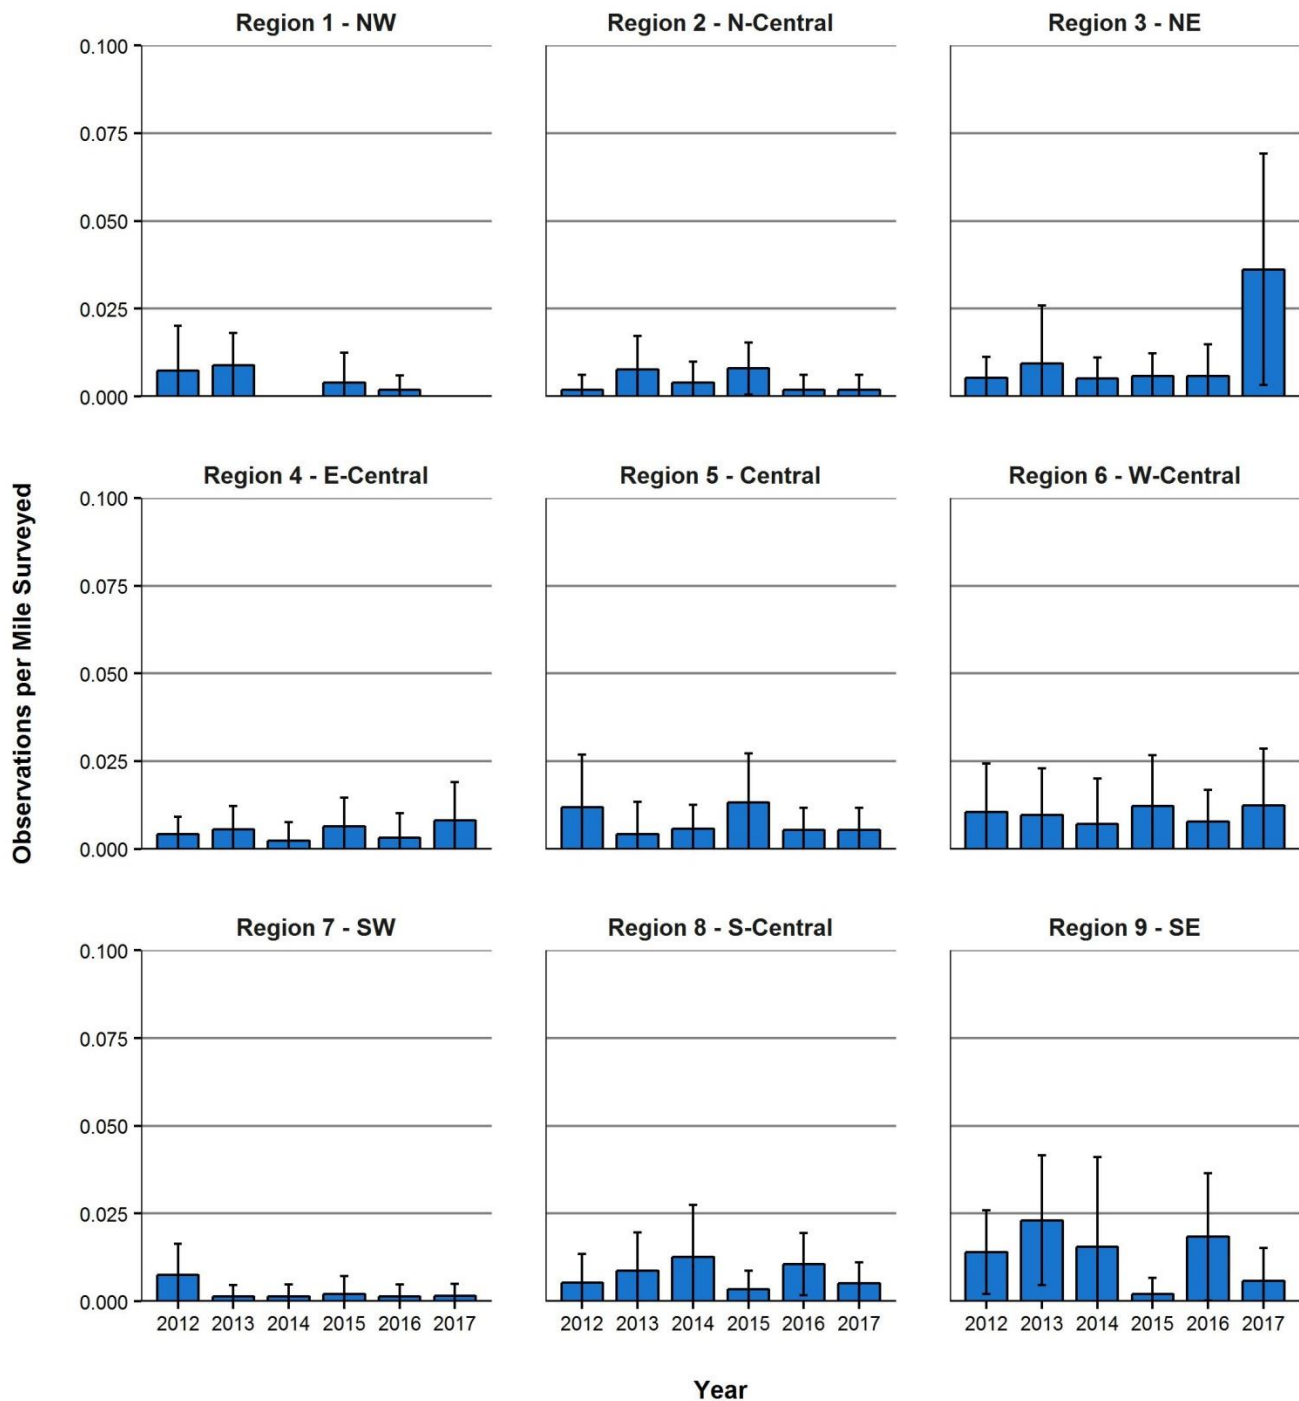 Region 1 - NW
Region 2 - N-Central
Region 3 - NE
0.100
0.075
0.050
0.025
0.000
Region 4 - E-Central
Region 5 - Central
Region 6 - W-Central
0.100
0.075
0.050
0.025
0.000
Observations per Mile Surveyed
Region 7 - SW
Region 8 - S-Central
Region 9 - SE
0.100
0.075
0.050
0.025
0.000
2012 2013 2014 2015 2016 2017
2012 2013 2014 2015 2016 2017
2012 2013 2014 2015 2016 2017
Year